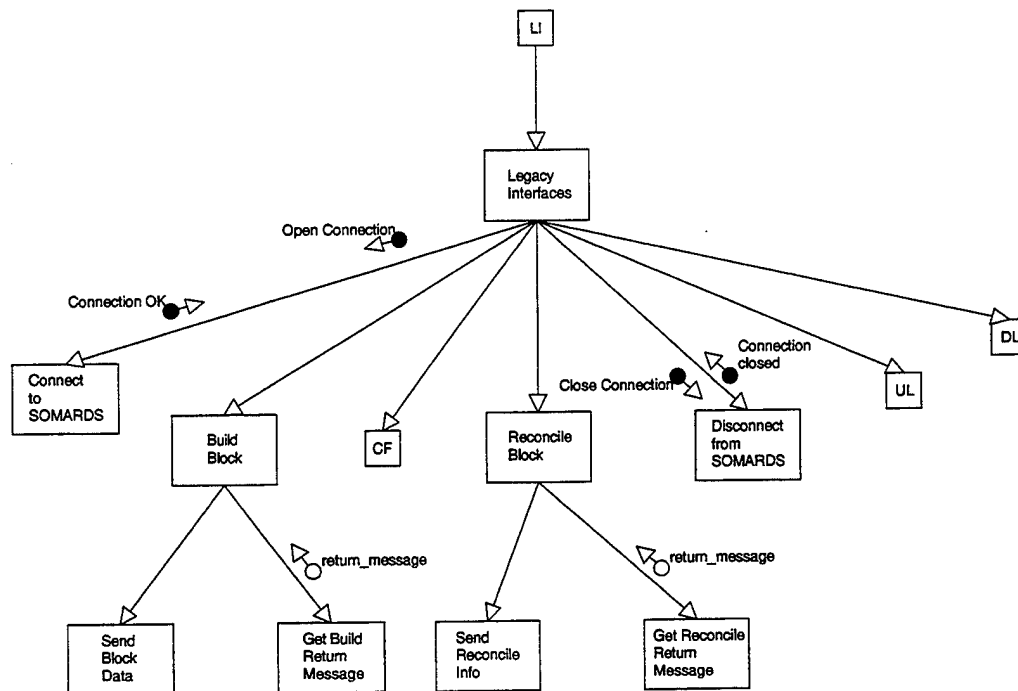 LI
Legacy
Interfaces
Open Connection
Connection OK
DL
Connection
closed
Close Connection
Connect
to
SOMARDS
UL
Build
Block
CF
Reconcile
Block
Disconnect
from
SOMARDS
return_message
return_message
Send
Block
Data
Get Build
Return
Message
Send
Reconcile
Info
Get Reconcile
Return
Message